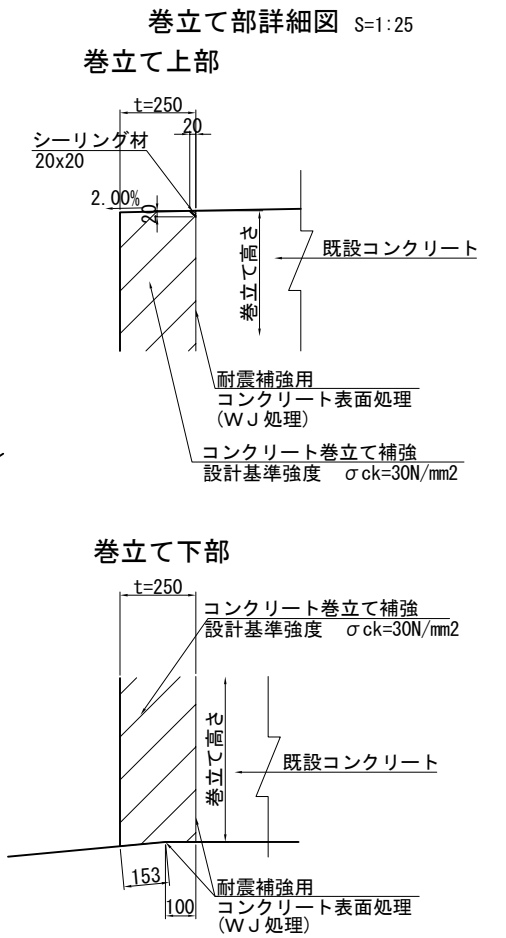 巻立て部詳細図 S=1:25
巻立て上部
t=250
20
シーリング材
20x20
2.00%
20
巻立て高さ
既設コンクリート
耐震補強用
コンクリート表面処理
(WJ処理)
コンクリート巻立て補強
設計基準強度 σck=30N/mm2
巻立て下部
t=250
コンクリート巻立て補強
設計基準強度 σck=30N/mm2
巻立て高さ
既設コンクリート
153
100
耐震補強用
コンクリート表面処理
(WJ処理)